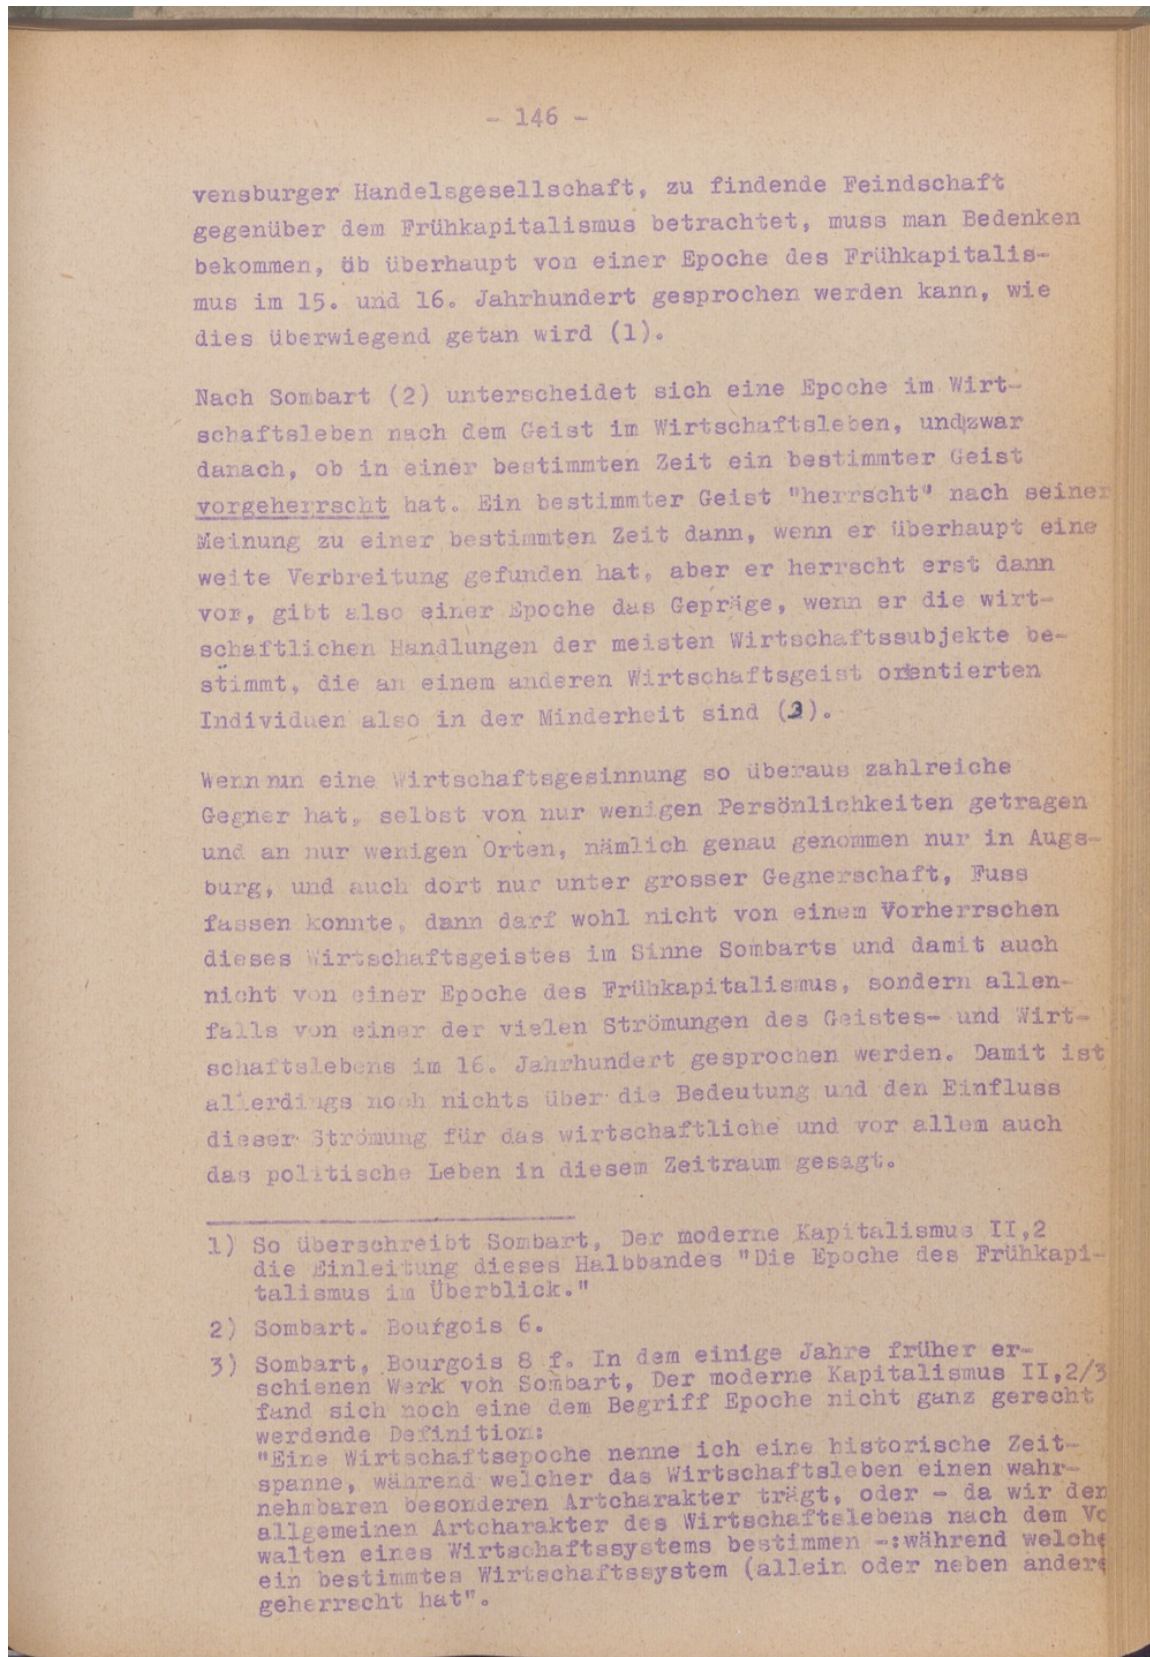 - 146 -
vensburger Handelsgesellschaft, zu findende Feindschaft
gegenüber dem Frühkapitalismus betrachtet, muss man Bedenken
bekommen, ob überhaupt von einer Epoche des Frühkapitalis-
mus im 15. und 16. Jahrhundert gesprochen werden kann, wie
dies überwiegend getan wird (1).
Nach Sombart (2) unterscheidet sich eine Epoche im Wirt-
schaftsleben nach dem Geist im Wirtschaftsleben, und zwar
danach, ob in einer bestimmten Zeit ein bestimmter Geist
vorgeherrscht hat. Ein bestimmter Geist "herrscht" nach seiner
Meinung zu einer bestimmten Zeit dann, wenn er überhaupt eine
weite Verbreitung gefunden hat, aber er herrscht erst dann
vor, gibt also einer Epoche das Gepräge, wenn er die wirt-
schaftlichen Handlungen der meisten Wirtschaftssubjekte be-
stimmt, die an einem anderen Wirtschaftsgeist orientierten
Individuen also in der Minderheit sind (3).
Wenn nun eine Wirtschaftsgesinnung so überaus zahlreiche
Gegner hat, selbst von nur wenigen Persönlichkeiten getragen
und an nur wenigen Orten, nämlich genau genommen nur in Augs-
burg, und auch dort nur unter grosser Gegnerschaft, Fuss
fassen konnte, dann darf wohl nicht von einem Vorherrschen
dieses Wirtschaftsgeistes im Sinne Sombarts und damit auch
nicht von einer Epoche des Frühkapitalismus, sondern allen-
falls von einer der vielen Strömungen des Geistes- und Wirt-
schaftslebens im 16. Jahrhundert gesprochen werden. Damit ist
allerdings noch nichts über die Bedeutung und den Einfluss
dieser Strömung für das wirtschaftliche und vor allem auch
das politische Leben in diesem Zeitraum gesagt.
1) So überschreibt Sombart, Der moderne Kapitalismus II,2
die Einleitung dieses Halbbandes "Die Epoche des Frühkapi-
talismus im Überblick."
2) Sombart. Bourgois 6.
3) Sombart, Bourgois 8 f. In dem einige Jahre früher er-
schienen Werk von Sombart, Der moderne Kapitalismus II,2/3
fand sich noch eine dem Begriff Epoche nicht ganz gerecht
werdende Definition:
"Eine Wirtschaftsepoche nenne ich eine historische Zeit-
spanne, während welcher das Wirtschaftsleben einen wahr-
nehmbaren besonderen Artcharakter trägt, oder - da wir den
allgemeinen Artcharakter des Wirtschaftslebens nach dem Vo
walten eines Wirtschaftssystems bestimmen -:während welche
ein bestimmtes Wirtschaftssystem (allein oder neben andere
geherrscht hat".